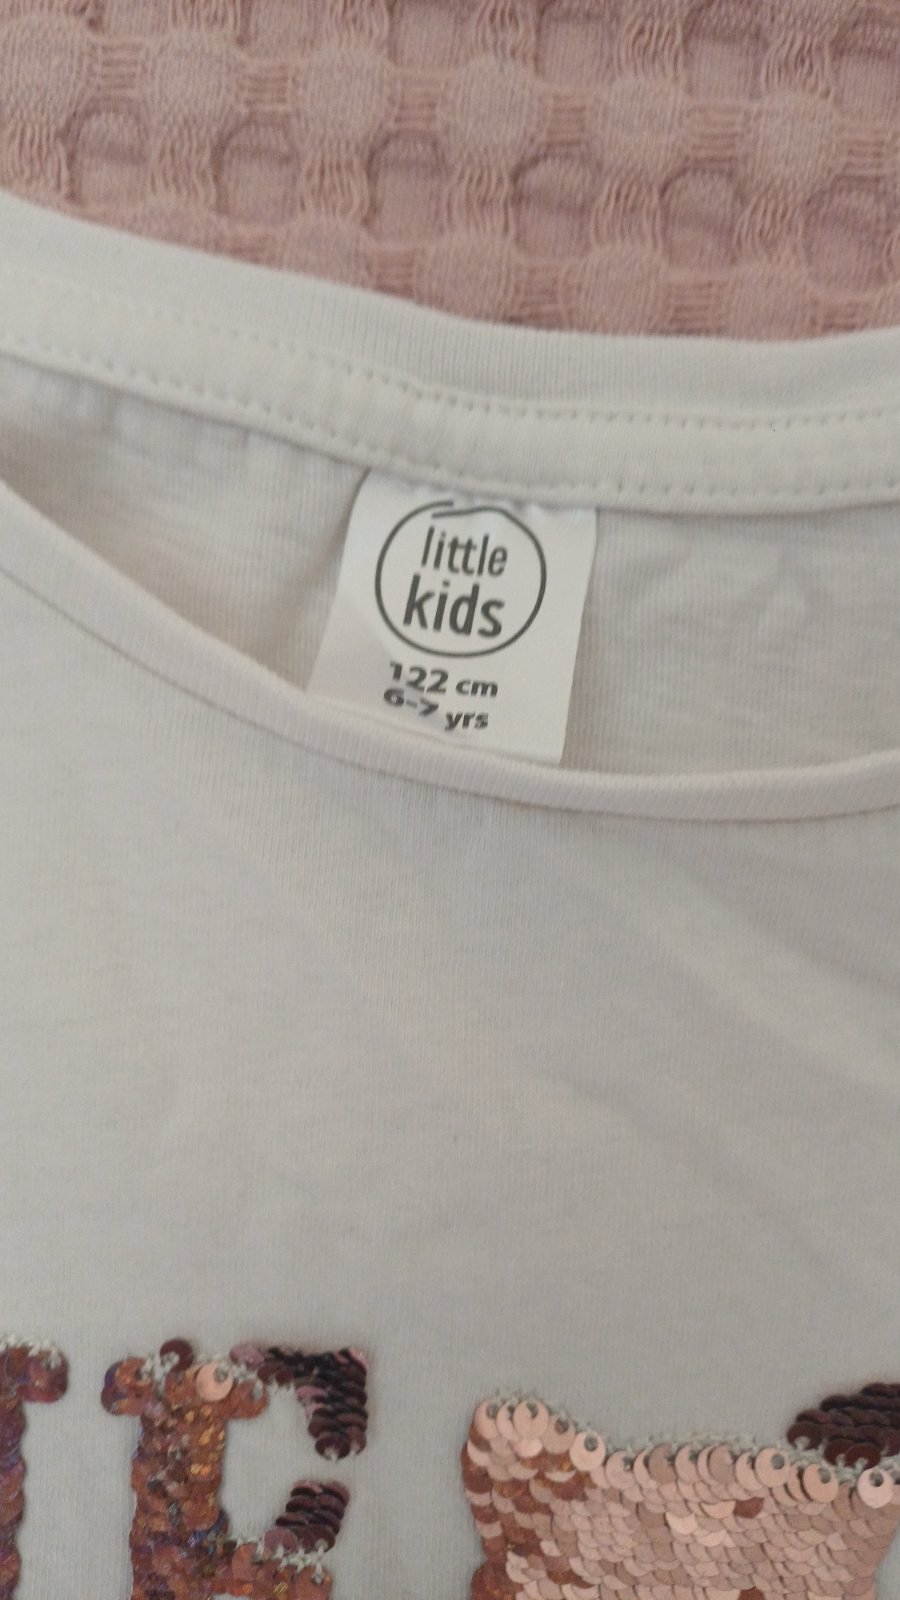 little
kids
122 cm
6-7 yrs